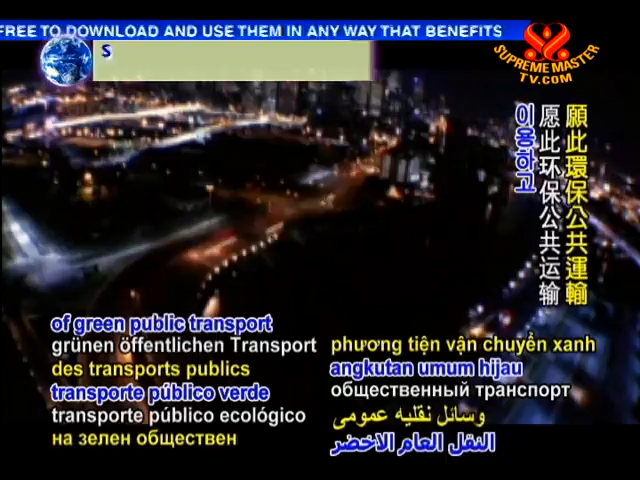 FREE TO DOWNLOAD AND USE THEM IN ANY WAY THAT BENEFITS
S
SUPREME MASTER
TV.COM
願此環保公共運輸
愿此环保公共运输
이용하고
of green public transport
grünen öffentlichen Transport
des transports publics
transporte público verde
transporte público ecológico
на зелен обществен
phương tiện vận chuyển xanh
angkutan umum hijau
общественный транспорт
وسائل نقلیه عمومی
النقل العام الاخضر